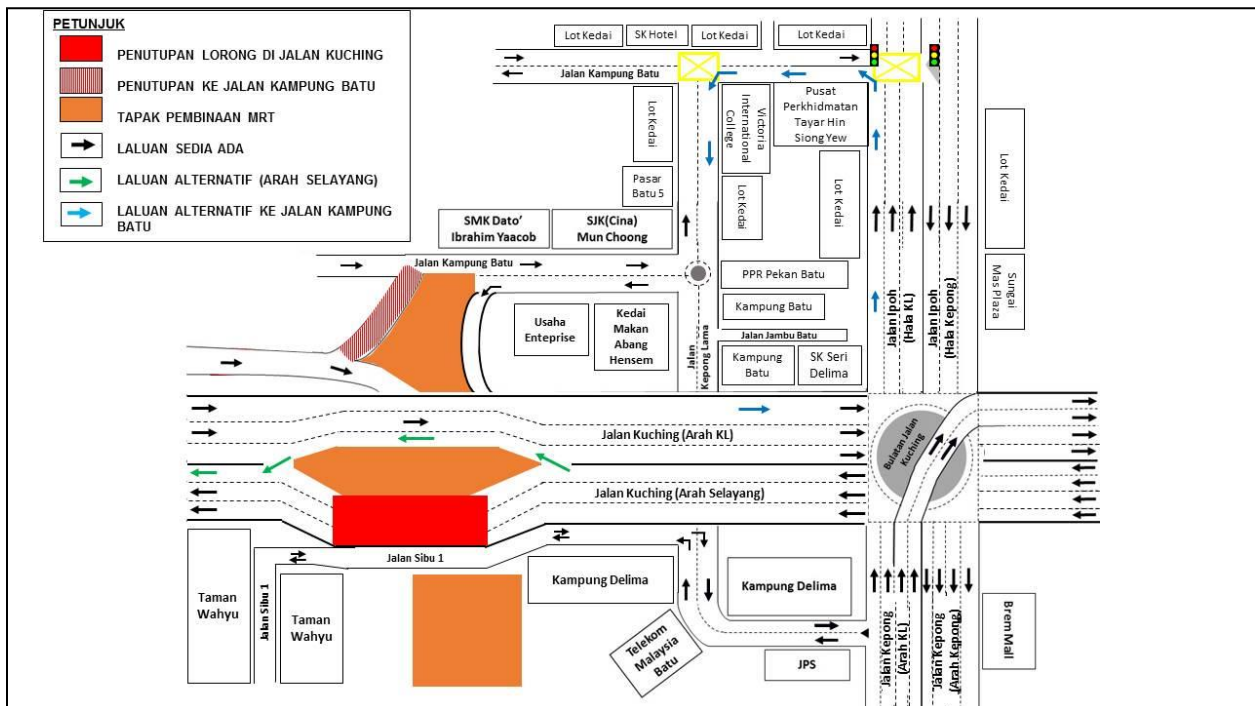 PETUNJUK
PENUTUPAN LORONG DI JALAN KUCHING
PENUTUPAN KE JALAN KAMPUNG BATU
TAPAK PEMBINAAN MRT
LALUAN SEDIA ADA
LALUAN ALTERNATIF (ARAH SELAYANG)
LALUAN ALTERNATIF KE JALAN KAMPUNG
BATU
Lot Kedai
SK Hotel
Lot Kedai
Lot Kedai
Jalan Kampung Batu
Lot Kedai
Victoria
International
College
Pusat
Perkhidmatan
Tayar Hin
Siong Yew
Lot Kedai
Pasar
Batu 5
Lot Kedai
Lot Kedai
SMK Dato'
Ibrahim Yaacob
SJK(Cina)
Mun Choong
Jalan Kampung Batu
PPR Pekan Batu
Sungai
Mas Plaza
Kampung Batu
Usaha
Enteprise
Kedai
Makan
Abang
Hensem
Jalan
Kepong Lama
Jalan Jambu Batu
Kampung
Batu
SK Seri
Delima
Jalan Ipoh
(Hala KL)
Jalan Ipoh
(Hala Kepong)
Jalan Kuching (Arah KL)
Bulatan Jalan
Kuching
Jalan Kuching (Arah Selayang)
Jalan Sibu 1
Taman
Wahyu
Jalan Sibu 1
Taman
Wahyu
Kampung Delima
Kampung Delima
Telekom
Malaysia
Batu
JPS
Jalan Kepong
(Arah KL)
Jalan Kepong
(Arah Kepong)
Brem Mall